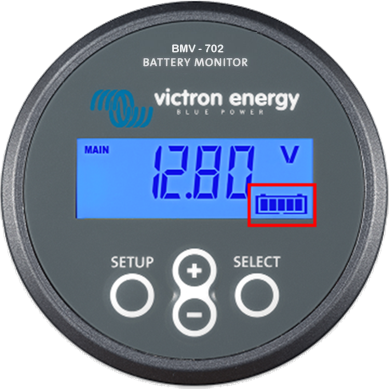 BMV - 702
BATTERY MONITOR
victron energy
BLUE POWER
MAIN
12.80 V
SETUP
+
SELECT
−